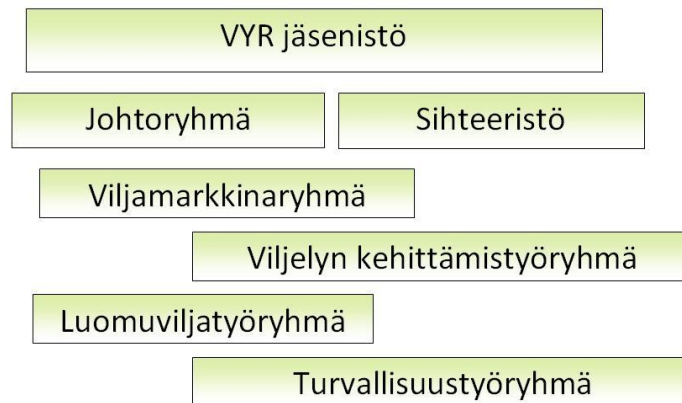 VYR jäsenistö
Johtoryhmä
Sihteeristö
Viljamarkkinaryhmä
Viljelyn kehittämistyöryhmä
Luomuviljatyöryhmä
Turvallisuustyöryhmä